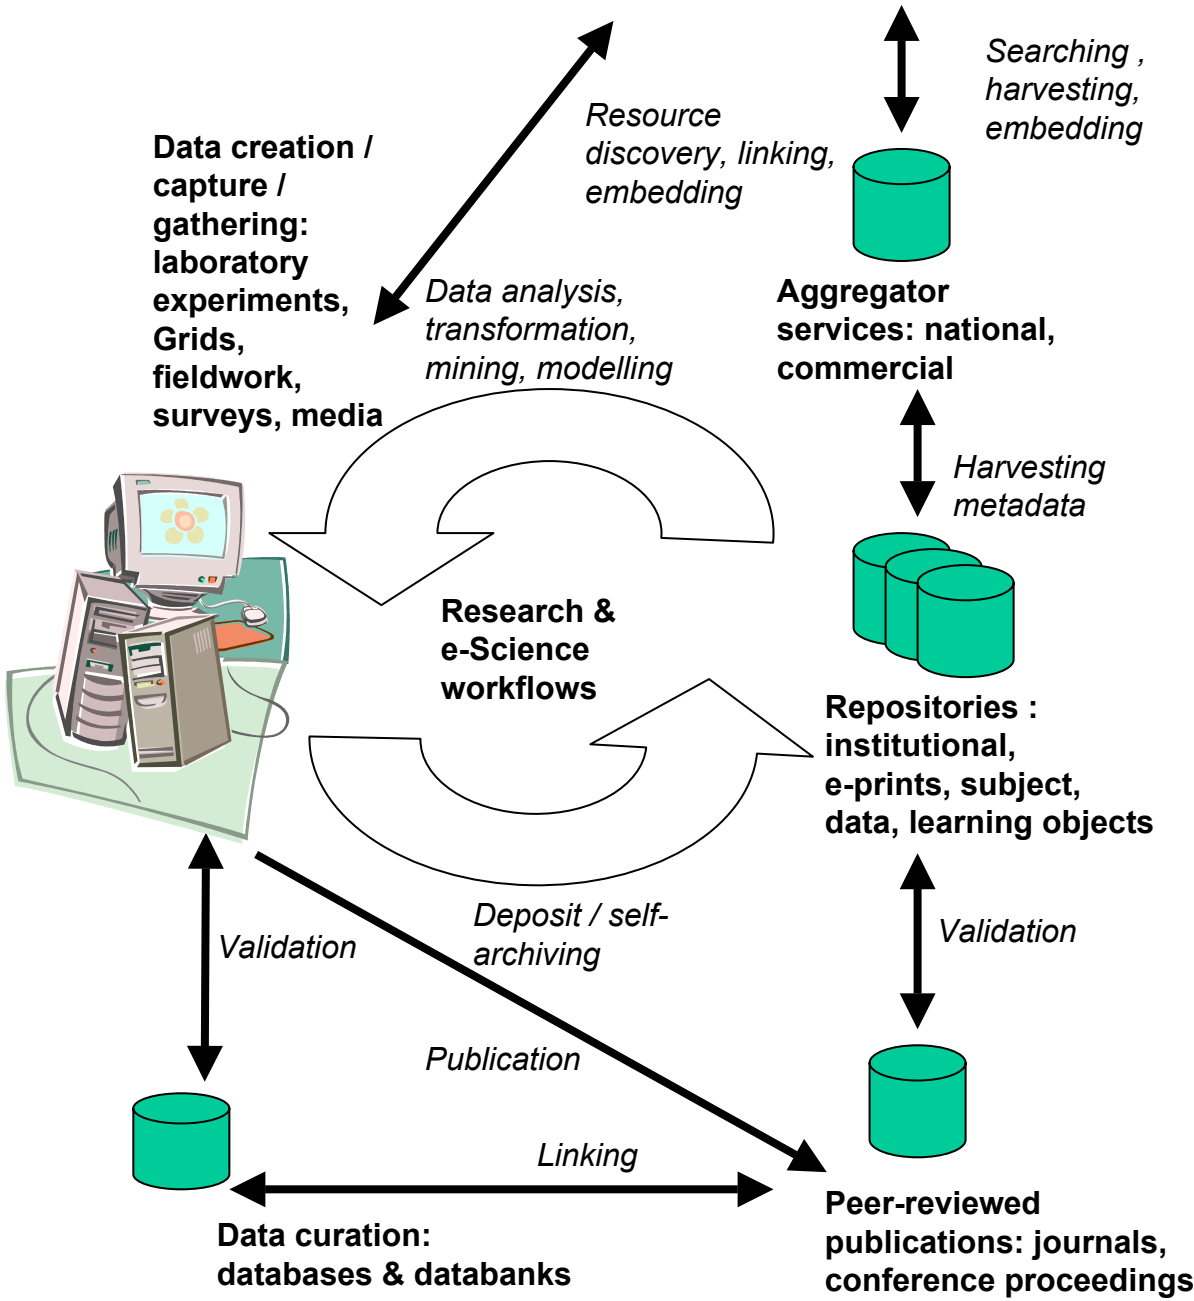 Searching ,
harvesting,
embedding
Resource
discovery, linking,
embedding
Data creation /
capture /
gathering:
laboratory
experiments,
Grids,
fieldwork,
surveys, media
Data analysis,
transformation,
mining, modelling
Aggregator
services: national,
commercial
Harvesting
metadata
Research &
e-Science
workflows
Repositories :
institutional,
e-prints, subject,
data, learning objects
Deposit / self-
archiving
Validation
Validation
Publication
Linking
Data curation:
databases & databanks
Peer-reviewed
publications: journals,
conference proceedings